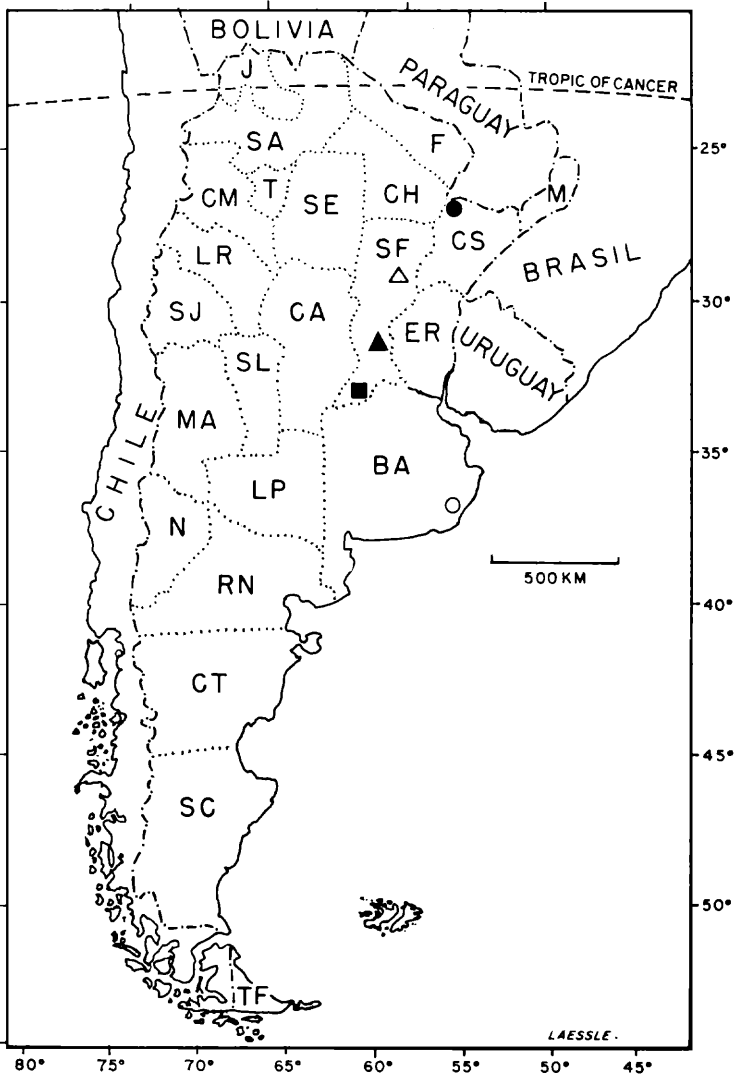 BOLIVIA
J
PARAGUAY
TROPIC OF CANCER
SA
F
25°
CM
T
SE
CH
M
CS
LR
SF
BRASIL
SJ
CA
30°
ER
URUGUAY
SL
MA
CHILE
BA
35°
LP
N
500 KM
RN
40°
CT
45°
SC
50°
TF
LAESSLE.
80°
75°
70°
65°
60°
55°
50°
45°